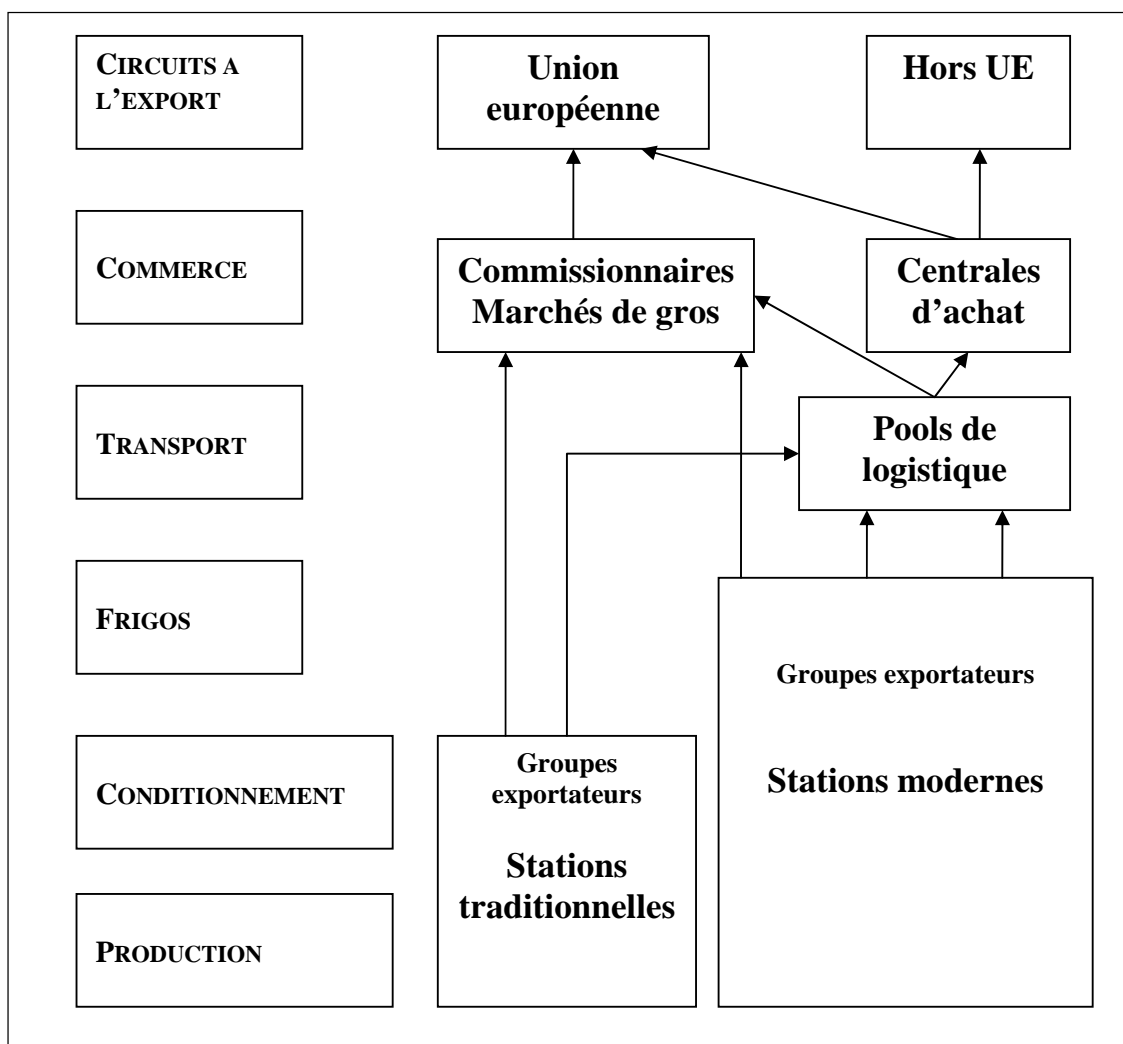 CIRCUITS A
L'EXPORT
Union
européenne
Hors UE
COMMERCE
Commissionnaires
Marchés de gros
Centrales
d'achat
TRANSPORT
Pools de
logistique
FRIGOS
Groupes exportateurs
Stations modernes
CONDITIONNEMENT
Groupes
exportateurs
Stations
traditionnelles
PRODUCTION